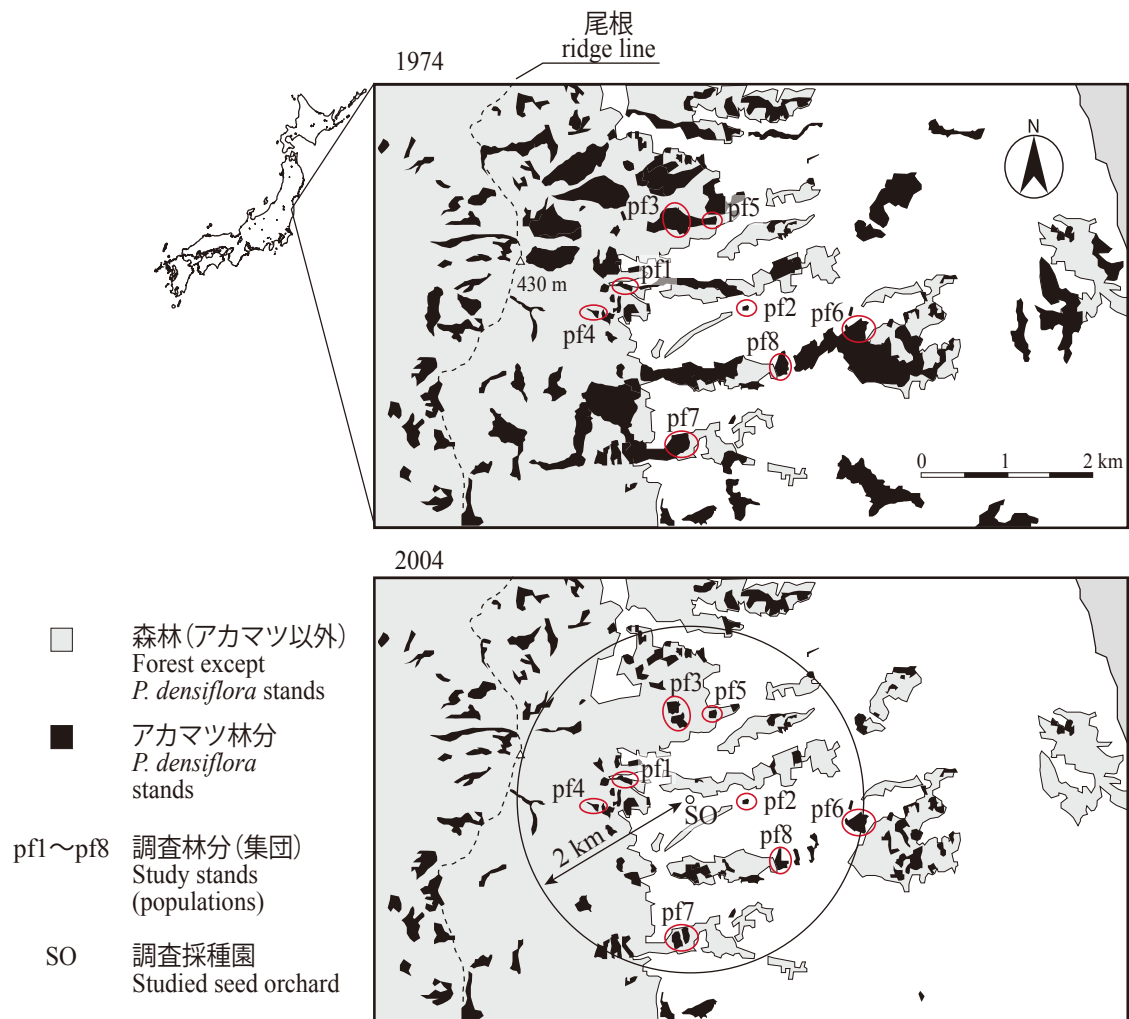 尾根
ridge line
1974
N
pf3
pf5
pf1
430 m
pf2
pf4
pf6
pf8
pf7
0 1 2 km
2004
pf3
pf5
pf1
pf4
pf2
SO
pf6
2 km
pf8
pf7
森林(アカマツ以外)
Forest except
P. densiflora stands
アカマツ林分
P. densiflora
stands
pf1〜pf8 調査林分(集団)
Study stands
(populations)
SO 調査採種園
Studied seed orchard